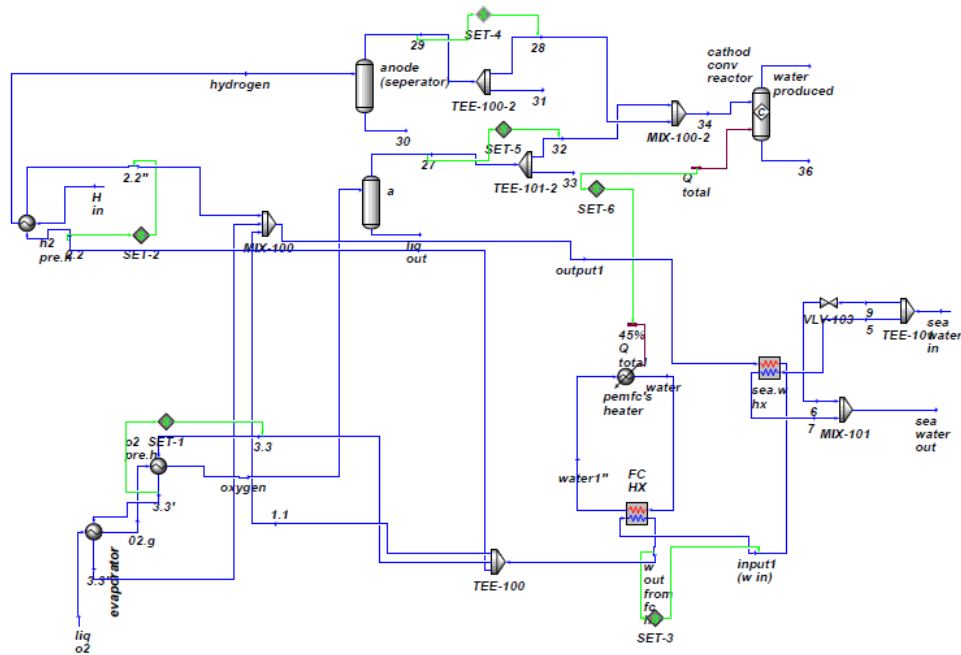 SET-4
29
28
cathod
conv
reactor
water
produced
hydrogen
anode
(seperator)
TEE-100-2
31
34
MIX-100-2
30
SET-5
32
27
TEE-101-2
33
36
Q
total
SET-6
2.2"
H
in
a
h2
pre.h
2.2
SET-2
MIX-100
liq
out
output1
VLV-103
9
5
TEE-101
sea
water
in
45%
Q
total
water
pemfc's
heater
sea.w
hx
6
7
MIX-101
sea
water
out
SET-1
o2
pre.h
3.3
oxygen
water1"
FC
HX
3.3'
02.g
1.1
3.3"
evaporator
TEE-100
w
out
from
fc
input1
(w in)
SET-3
liq
o2